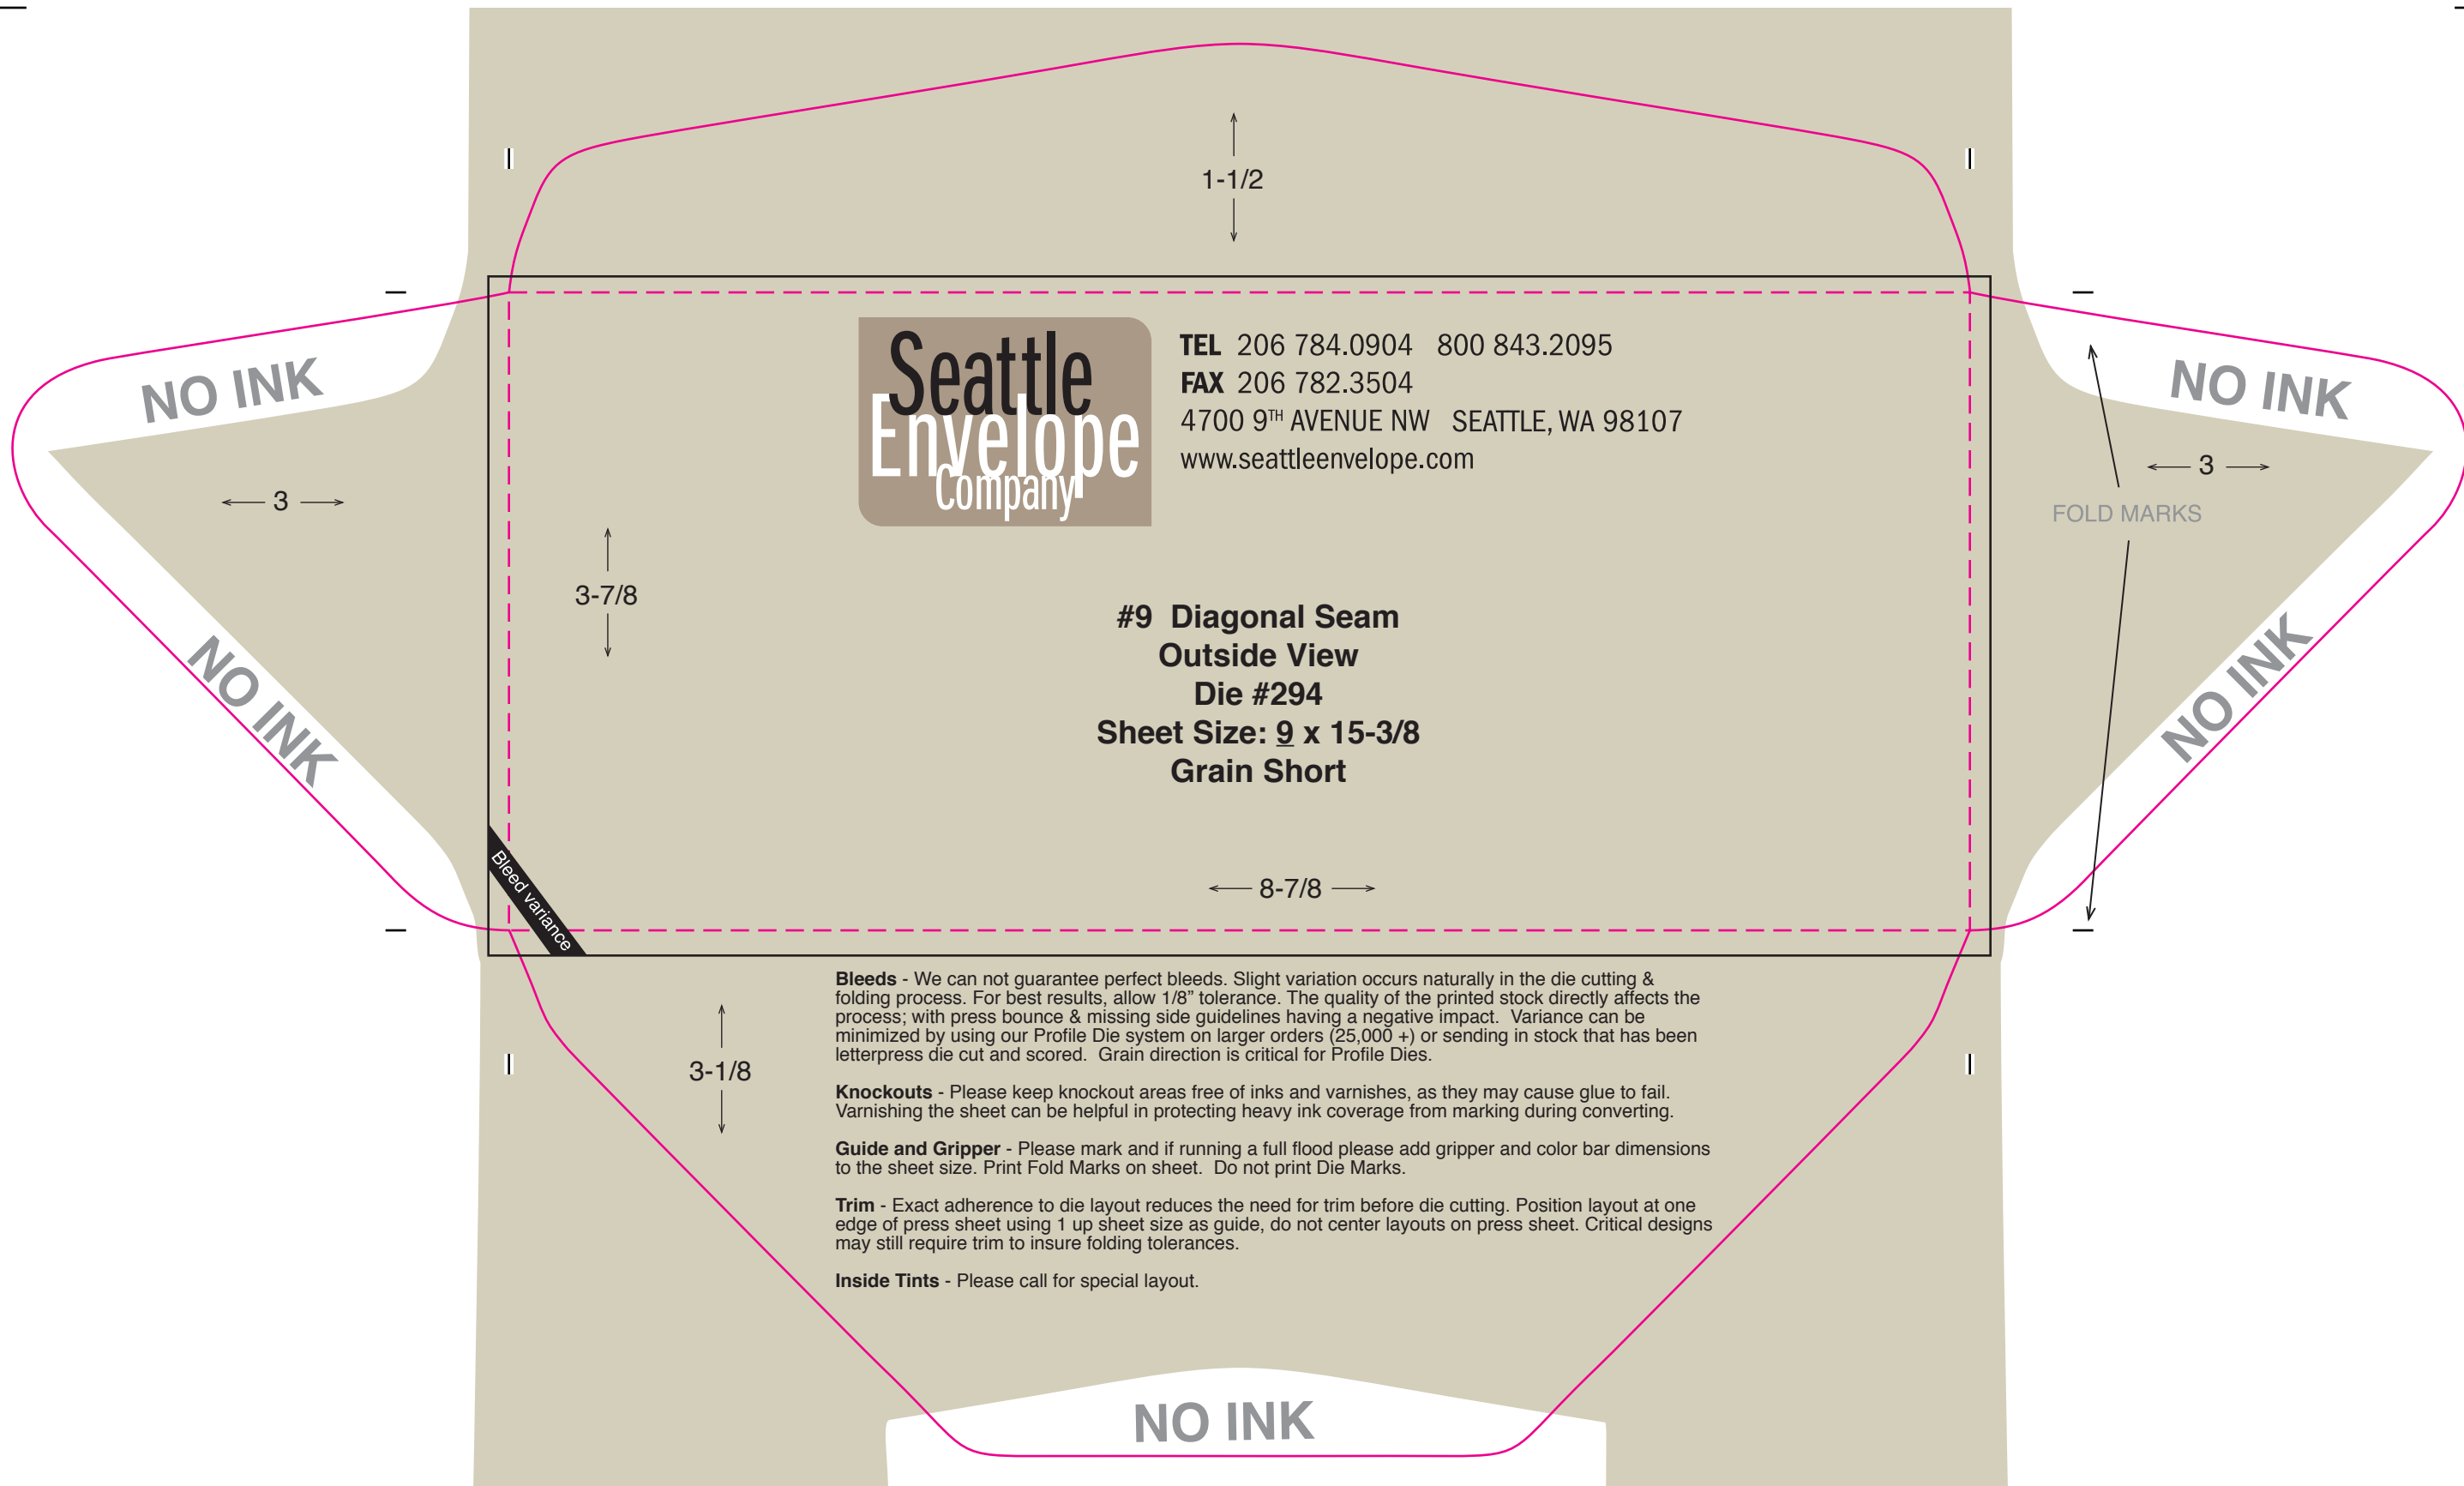 1-1/2
Seattle
Envelope
Company
TEL 206 784.0904 800 843.2095
FAX 206 782.3504
4700 9TH AVENUE NW SEATTLE, WA 98107
www.seattleenvelope.com
NO INK
NO INK
3
3
FOLD MARKS
3-7/8
#9 Diagonal Seam
Outside View
Die #294
Sheet Size: 9 x 15-3/8
Grain Short
NO INK
NO INK
8-7/8
Bleed variance
Bleeds - We can not guarantee perfect bleeds. Slight variation occurs naturally in the die cutting &
folding process. For best results, allow 1/8” tolerance. The quality of the printed stock directly affects the
process; with press bounce & missing side guidelines having a negative impact. Variance can be
minimized by using our Profile Die system on larger orders (25,000 +) or sending in stock that has been
letterpress die cut and scored. Grain direction is critical for Profile Dies.
3-1/8
Knockouts - Please keep knockout areas free of inks and varnishes, as they may cause glue to fail.
Varnishing the sheet can be helpful in protecting heavy ink coverage from marking during converting.
Guide and Gripper - Please mark and if running a full flood please add gripper and color bar dimensions
to the sheet size. Print Fold Marks on sheet. Do not print Die Marks.
Trim - Exact adherence to die layout reduces the need for trim before die cutting. Position layout at one
edge of press sheet using 1 up sheet size as guide, do not center layouts on press sheet. Critical designs
may still require trim to insure folding tolerances.
Inside Tints - Please call for special layout.
NO INK